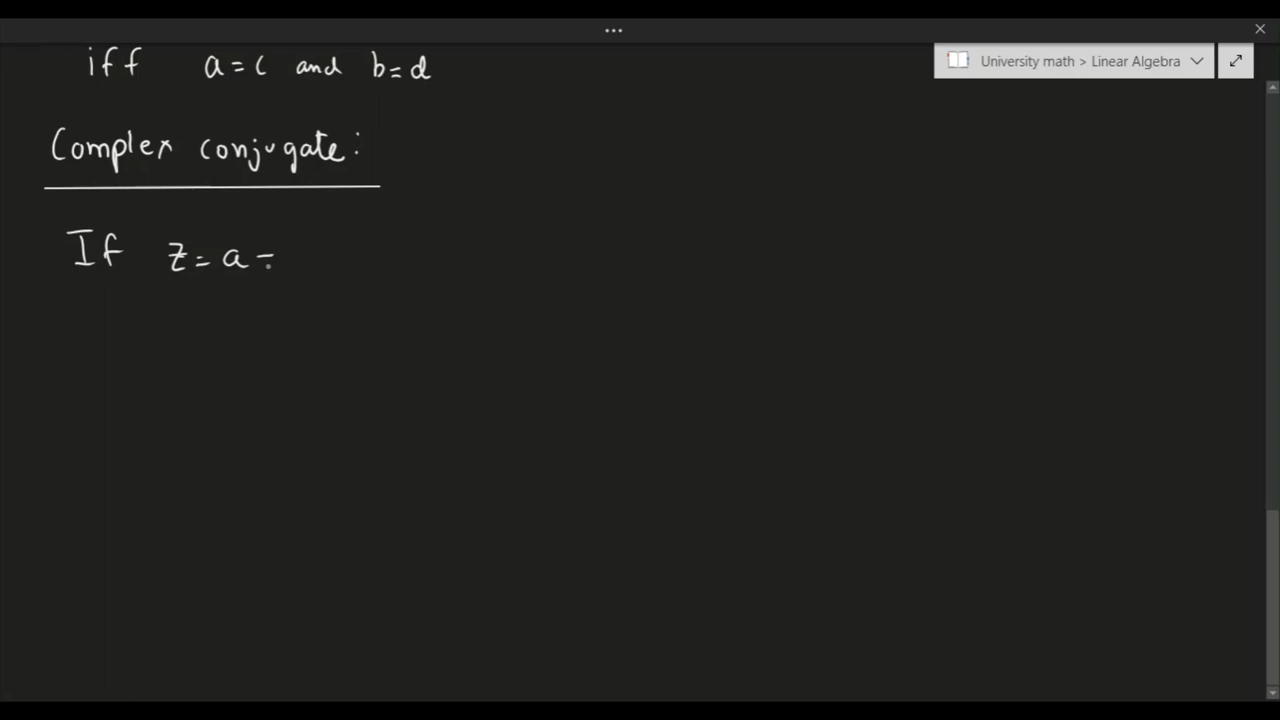 iff a = c and b = d
University math > Linear Algebra
Complex conjugate:
If z = a -